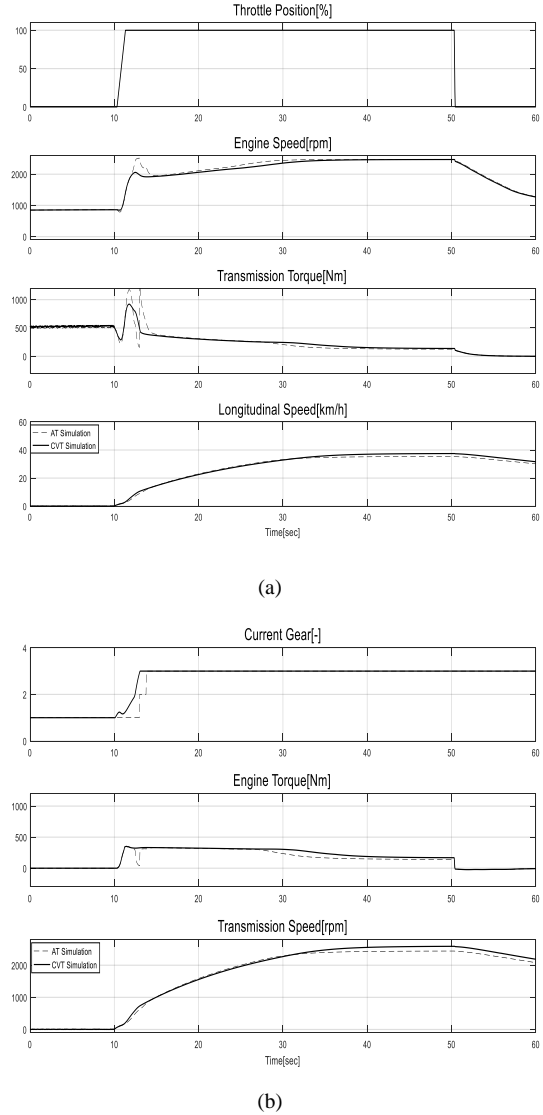 Throttle Position[%]
100
50
0
0 10 20 30 40 50 60
Engine Speed[rpm]
2000
1000
0
0 10 20 30 40 50 60
Transmission Torque[Nm]
1000
500
0
0 10 20 30 40 50 60
Longitudinal Speed[km/h]
60
40
20
0
AT Simulation
CVT Simulation
0 10 20 30 40 50 60
Time[sec]
(a)
Current Gear[-]
4
2
0
0 10 20 30 40 50 60
Engine Torque[Nm]
1000
500
0
0 10 20 30 40 50 60
Transmission Speed[rpm]
2000
1000
0
AT Simulation
CVT Simulation
0 10 20 30 40 50 60
Time[sec]
(b)